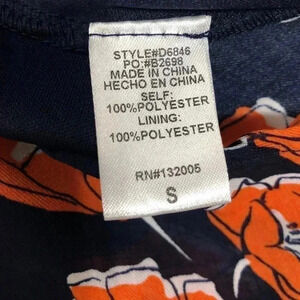 STYLE#D6846
PO:#B2698
MADE IN CHINA
HECHO EN CHINA
SELF:
100%POLYESTER
LINING:
100%POLYESTER
RN#132005
S